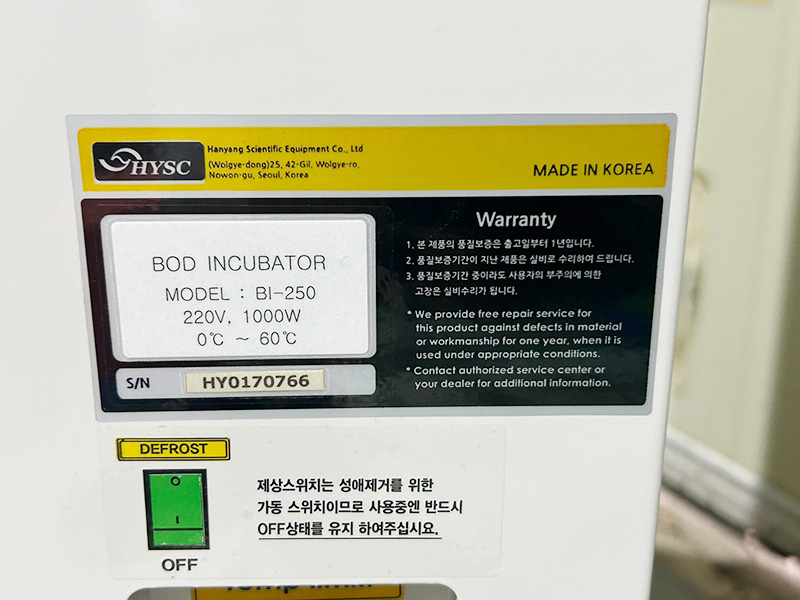 HYSC
Hanyang Scientific Equipment Co., Ltd
(Wolgye-dong)25, 42-Gil, Wolgye-ro,
Nowon-gu, Seoul, Korea
MADE IN KOREA
BOD INCUBATOR
MODEL : BI-250
220V, 1000W
0℃ ~ 60℃
S/N HY0170766
Warranty
1. 본 제품의 품질보증은 출고일부터 1년입니다.
2. 품질보증기간이 지난 제품은 실비로 수리하여 드립니다.
3. 품질보증기간 중이라도 사용자의 부주의에 의한
고장은 실비수리가 됩니다.
* We provide free repair service for
this product against defects in material
or workmanship for one year, when it is
used under appropriate conditions.
* Contact authorized service center or
your dealer for additional information.
DEFROST
OFF
제상스위치는 성애제거를 위한
가동 스위치이므로 사용중엔 반드시
OFF상태를 유지 하여주십시요.